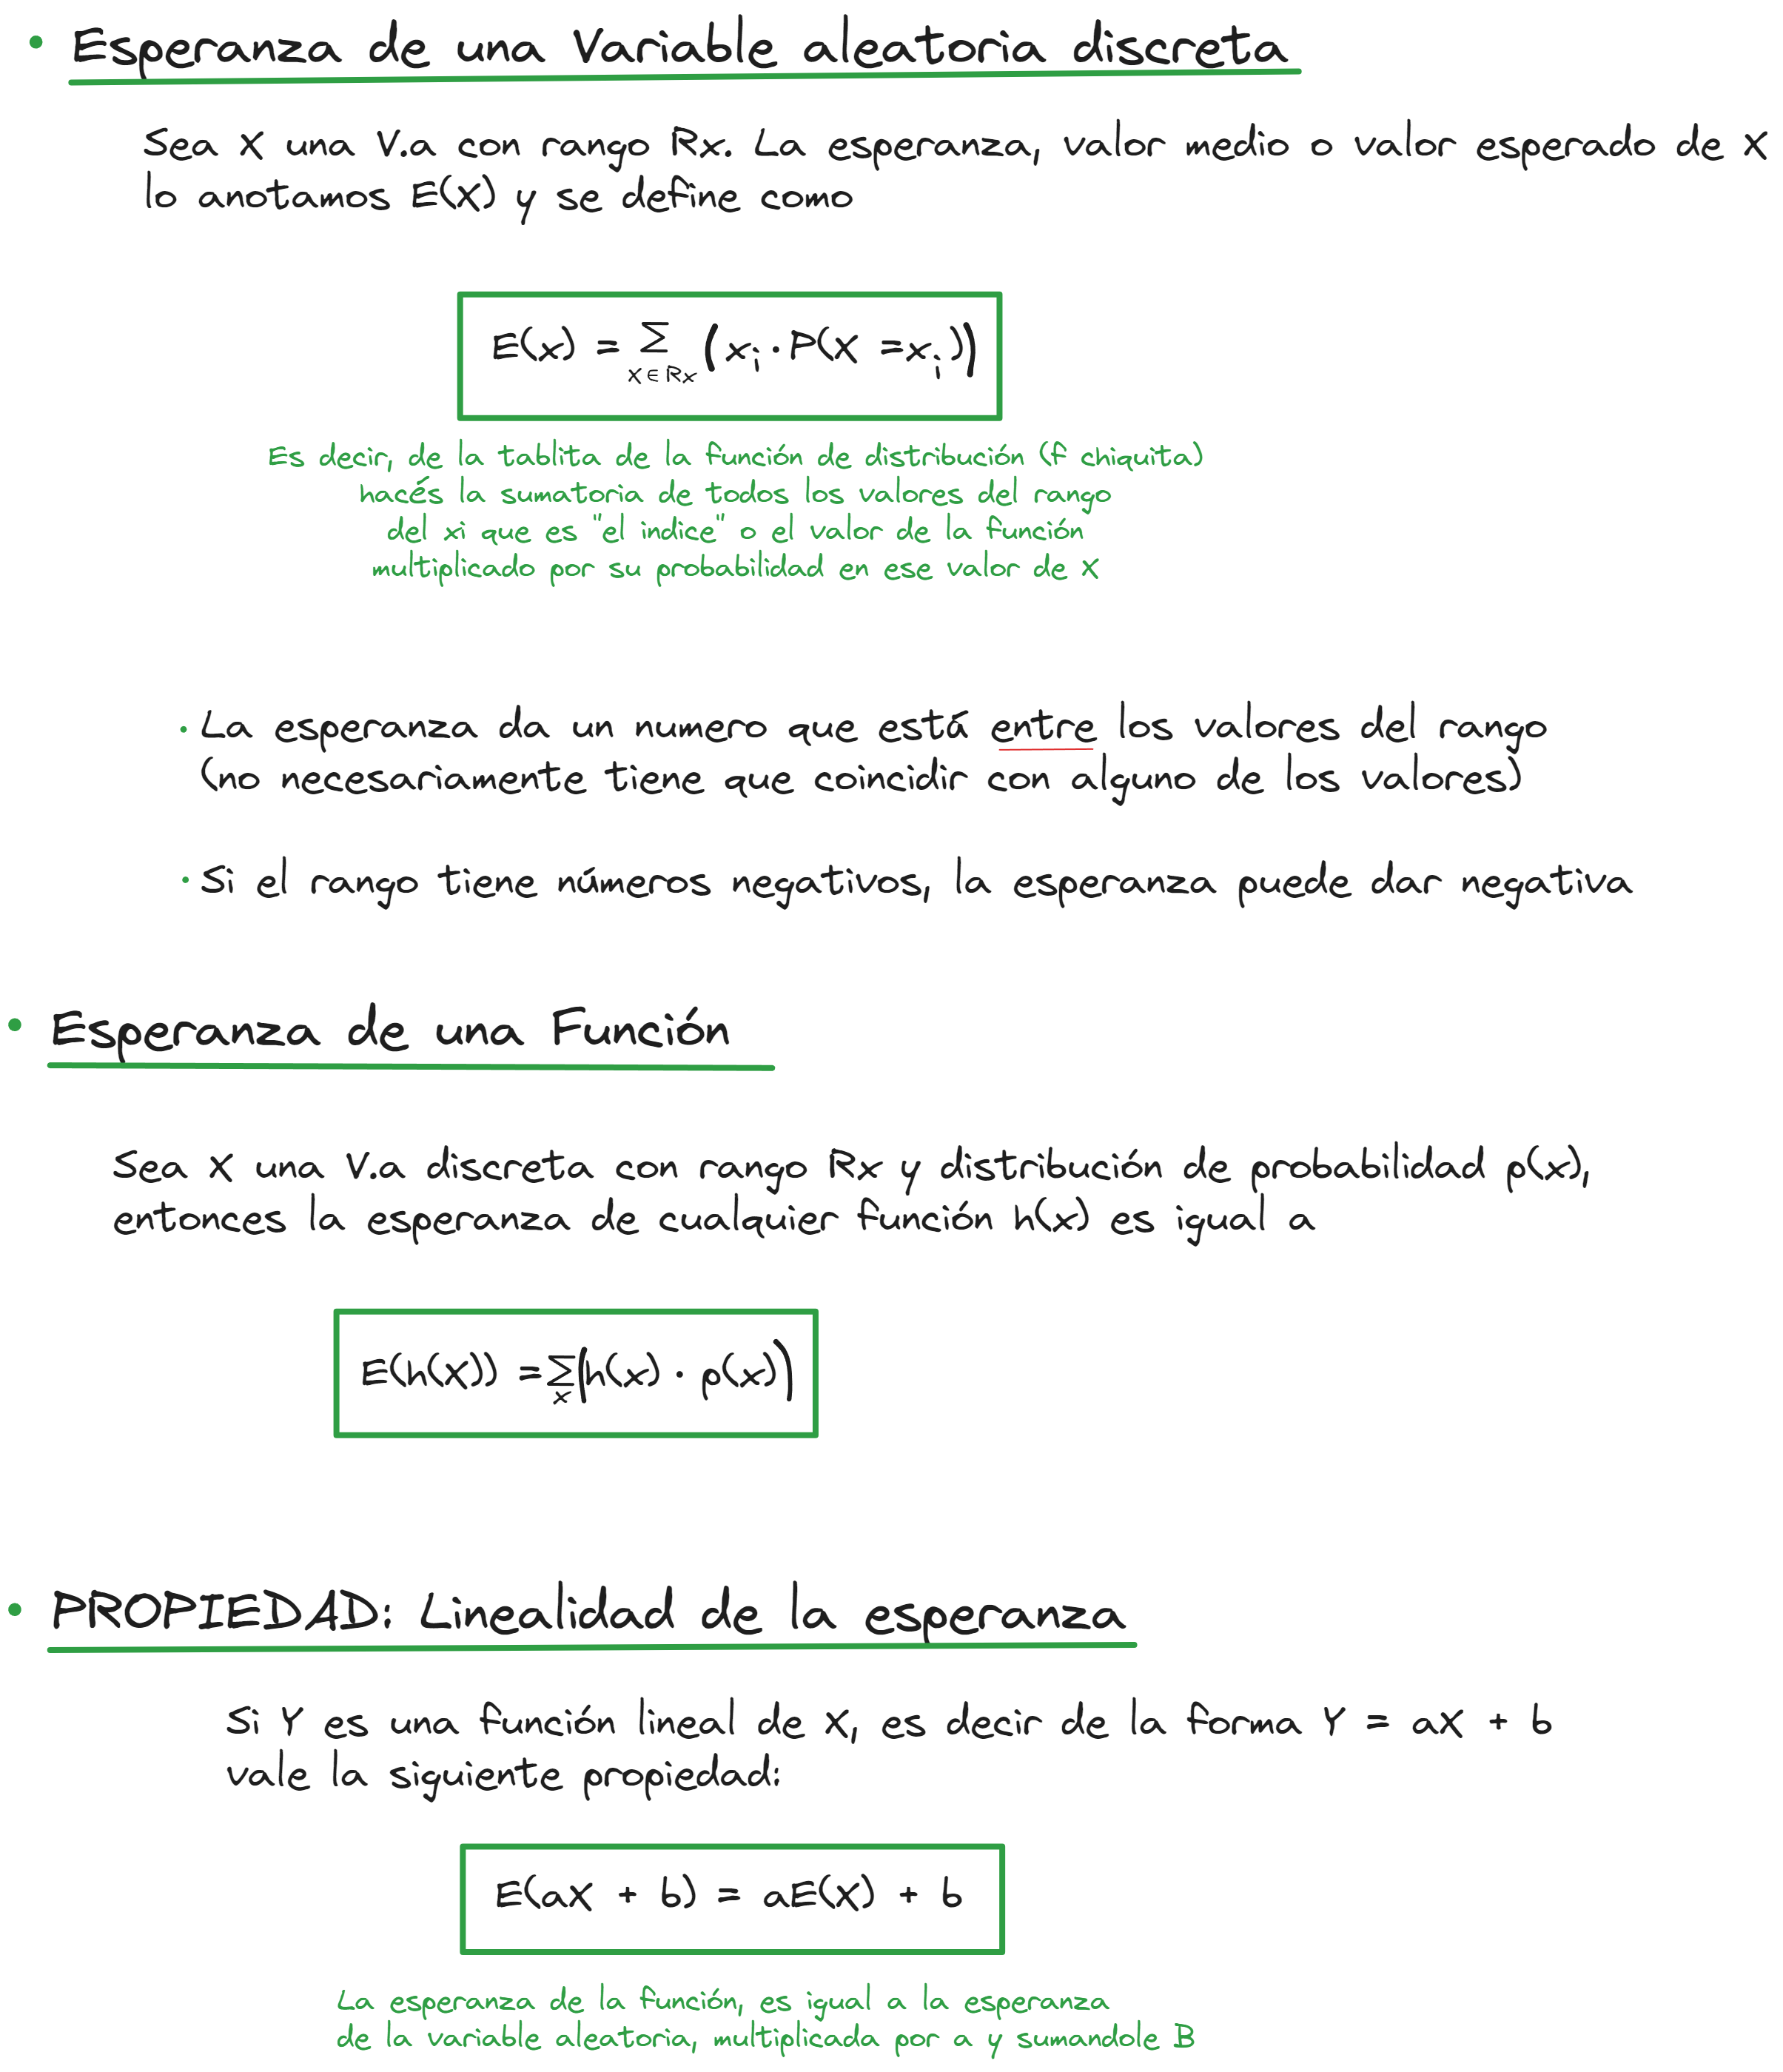 • Esperanza de una Variable aleatoria discreta
Sea X una V.a con rango Rx. La esperanza, valor medio o valor esperado de X
lo anotamos E(X) y se define como
E(x) = Σ (xi · P(X = xi))
X ∈ Rx
Es decir, de la tablita de la función de distribución (f chiquita)
hacés la sumatoria de todos los valores del rango
del xi que es "el indice" o el valor de la función
multiplicado por su probabilidad en ese valor de X
• La esperanza da un numero que está entre los valores del rango
(no necesariamente tiene que coincidir con alguno de los valores)
• Si el rango tiene números negativos, la esperanza puede dar negativa
• Esperanza de una Función
Sea X una V.a discreta con rango Rx y distribución de probabilidad p(x),
entonces la esperanza de cualquier función h(x) es igual a
E(h(X)) = Σ (h(x) · p(x))
x
• PROPIEDAD: Linealidad de la esperanza
Si Y es una función lineal de X, es decir de la forma Y = aX + b
vale la siguiente propiedad:
E(aX + b) = aE(X) + b
La esperanza de la función, es igual a la esperanza
de la variable aleatoria, multiplicada por a y sumandole B